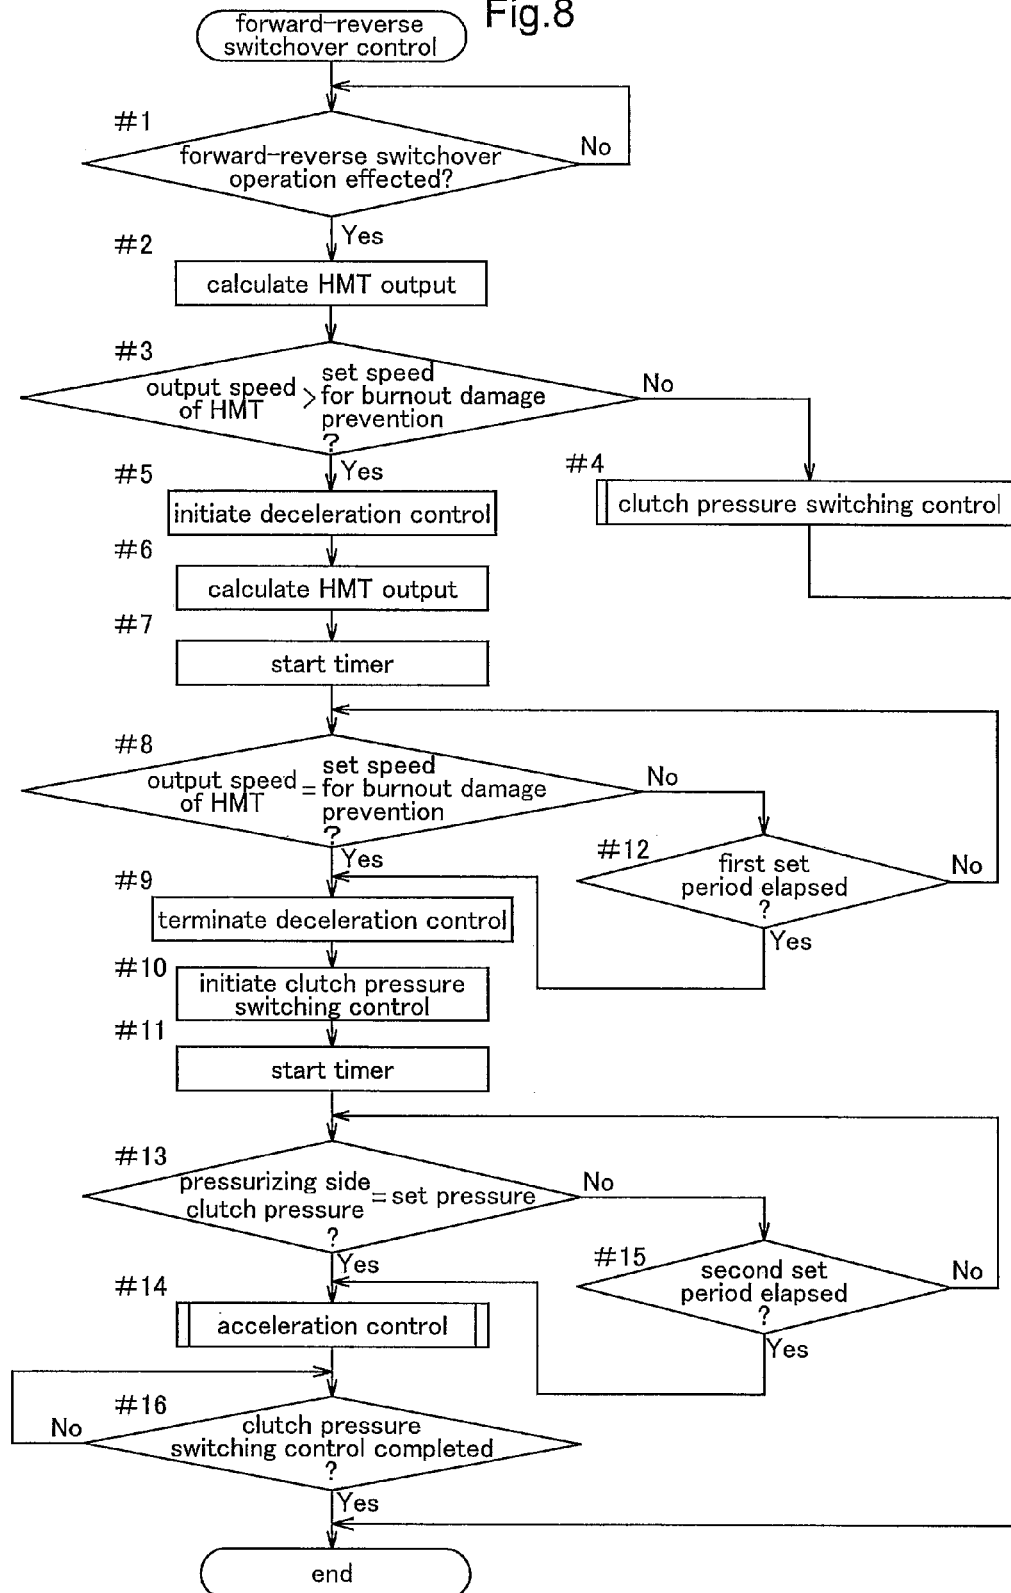 Fig.8
forward-reverse
switchover control
#1
forward-reverse switchover
operation effected?
No
Yes
#2
calculate HMT output
#3
output speed
of HMT
>
set speed
for burnout damage
prevention
?
No
Yes
#4
clutch pressure switching control
#5
initiate deceleration control
#6
calculate HMT output
#7
start timer
#8
output speed
of HMT
=
set speed
for burnout damage
prevention
?
No
Yes
#12
first set
period elapsed
?
No
Yes
#9
terminate deceleration control
#10
initiate clutch pressure
switching control
#11
start timer
#13
pressurizing side
clutch pressure
= set pressure
?
No
Yes
#15
second set
period elapsed
?
No
Yes
#14
acceleration control
#16
clutch pressure
switching control completed
?
No
Yes
end